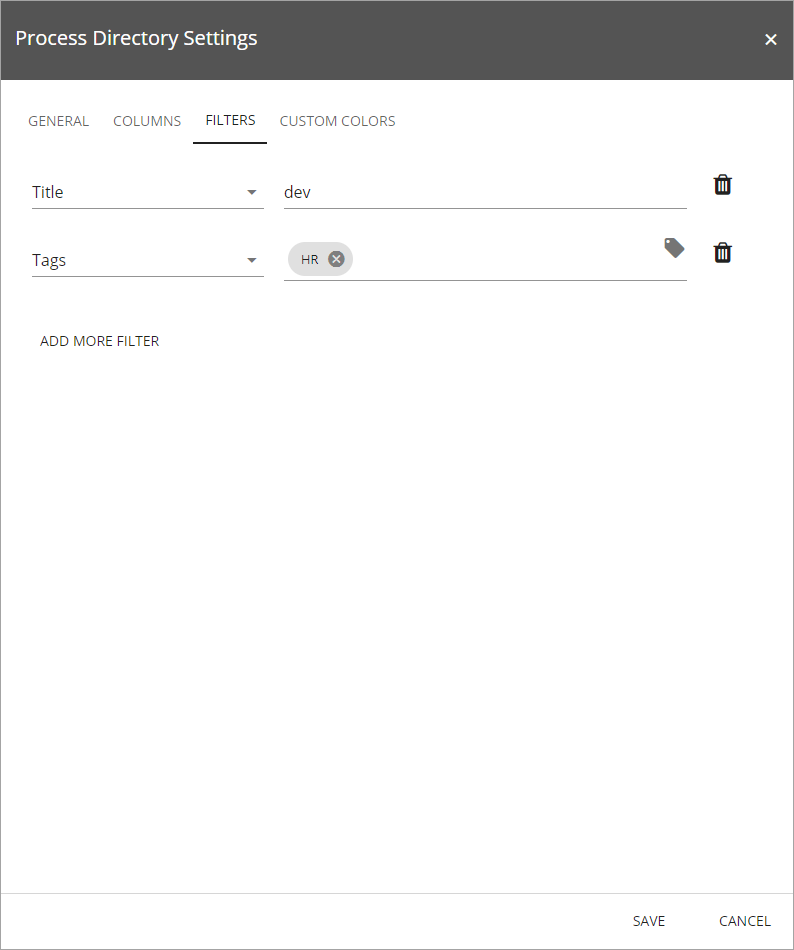 Process Directory Settings
GENERAL COLUMNS FILTERS CUSTOM COLORS
Title dev
Tags HR
ADD MORE FILTER
SAVE CANCEL